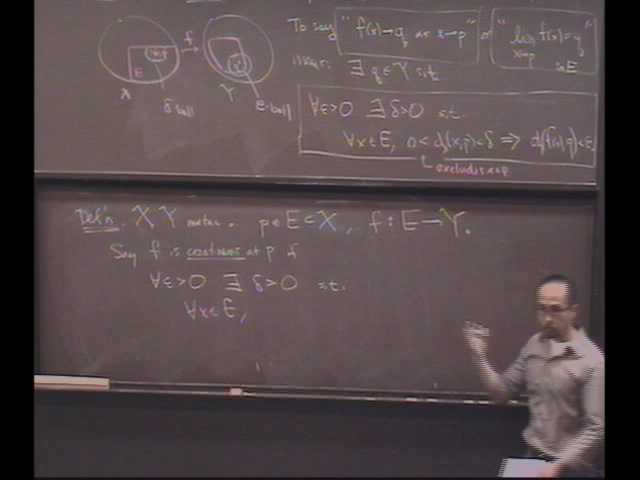 To say "f(x)→q as x→p" or "lim f(x)=q"
x→p
in E
means ∃ q∈Y s.t.
f
E
X
Y
δ-ball
ε-ball
∀ε>0 ∃δ>0 s.t.
∀x∈E, 0<d(x,p)<δ ⟹ d(f(x),q)<ε
excludes x=p
Def'n. X, Y metric. p∈E⊂X, f: E→Y.
Say f is continuous at p if
∀ε>0 ∃ δ>0 s.t.
∀x∈E,